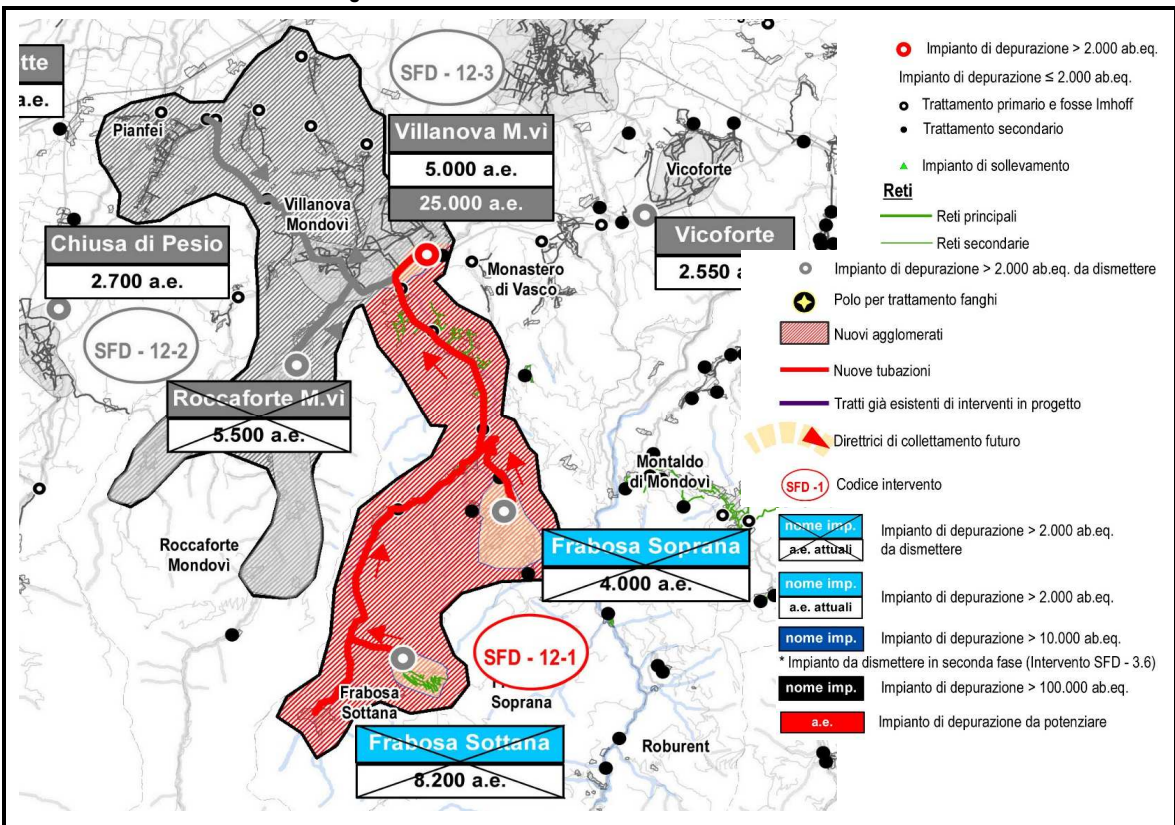 tte
a.e.
SFD - 12-3
Pianfei
Villanova M.vì
5.000 a.e.
25.000 a.e.
Vicoforte
Villanova
Mondovì
Chiusa di Pesio
2.700 a.e.
Vicoforte
2.550 a
Monastero
di Vasco
SFD - 12-2
Roccaforte M.vì
5.500 a.e.
Montaldo
di Mondovì
Roccaforte
Mondovì
Frabosa Soprana
4.000 a.e.
SFD - 12-1
Soprana
Frabosa
Sottana
Roburent
Frabosa Sottana
8.200 a.e.
Impianto di depurazione > 2.000 ab.eq.
Impianto di depurazione ≤ 2.000 ab.eq.
Trattamento primario e fosse Imhoff
Trattamento secondario
Impianto di sollevamento
Reti
Reti principali
Reti secondarie
Impianto di depurazione > 2.000 ab.eq. da dismettere
Polo per trattamento fanghi
Nuovi agglomerati
Nuove tubazioni
Tratti già esistenti di interventi in progetto
Direttrici di collettamento futuro
SFD -1 Codice intervento
nome imp.
a.e. attuali
Impianto di depurazione > 2.000 ab.eq.
da dismettere
nome imp.
a.e. attuali
Impianto di depurazione > 2.000 ab.eq.
nome imp. Impianto di depurazione > 10.000 ab.eq.
* Impianto da dismettere in seconda fase (Intervento SFD - 3.6)
nome imp. Impianto di depurazione > 100.000 ab.eq.
a.e. Impianto di depurazione da potenziare